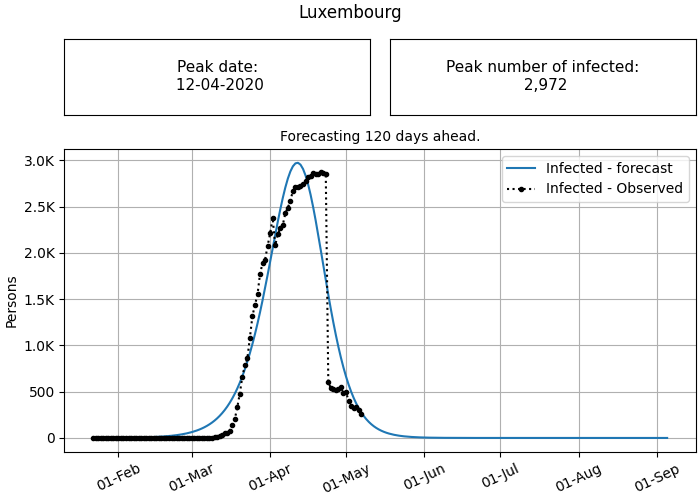 Luxembourg
Peak date:
12-04-2020
Peak number of infected:
2,972
Forecasting 120 days ahead.
3.0K
2.5K
2.0K
1.5K
1.0K
500
0
Persons
Infected - forecast
Infected - Observed
01-Feb
01-Mar
01-Apr
01-May
01-Jun
01-Jul
01-Aug
01-Sep